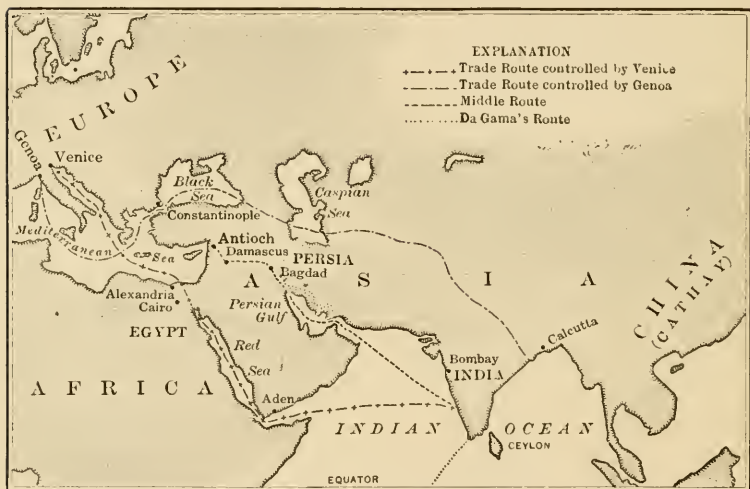 EXPLANATION
Trade Route controlled by Venice
Trade Route controlled by Genoa
Middle Route
Da Gama's Route
EUROPE
Genoa
Venice
Black
Sea
Caspian
Sea
Constantinople
Mediterranean
Sea
Antioch
Damascus
PERSIA
Bagdad
ASIA
CHINA
(CATHAY)
Alexandria
Cairo
Persian
Gulf
EGYPT
Calcutta
Red
Sea
Bombay
INDIA
AFRICA
Aden
INDIAN OCEAN
CEYLON
EQUATOR